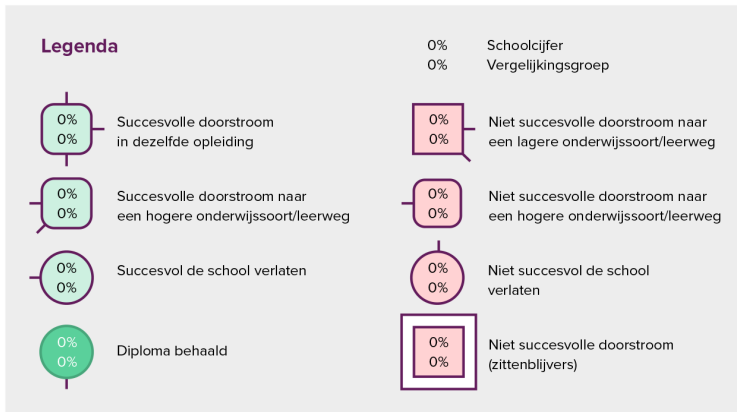 Legenda
0% Schoolcijfer
0% Vergelijkingsgroep
0%
0%
Succesvolle doorstroom
in dezelfde opleiding
0%
0%
Succesvolle doorstroom naar
een hogere onderwijssoort/leerweg
0%
0%
Succesvol de school verlaten
0%
0%
Diploma behaald
0%
0%
Niet succesvolle doorstroom naar
een lagere onderwijssoort/leerweg
0%
0%
Niet succesvolle doorstroom naar
een hogere onderwijssoort/leerweg
0%
0%
Niet succesvol de school
verlaten
0%
0%
Niet succesvolle doorstroom
(zittenblijvers)